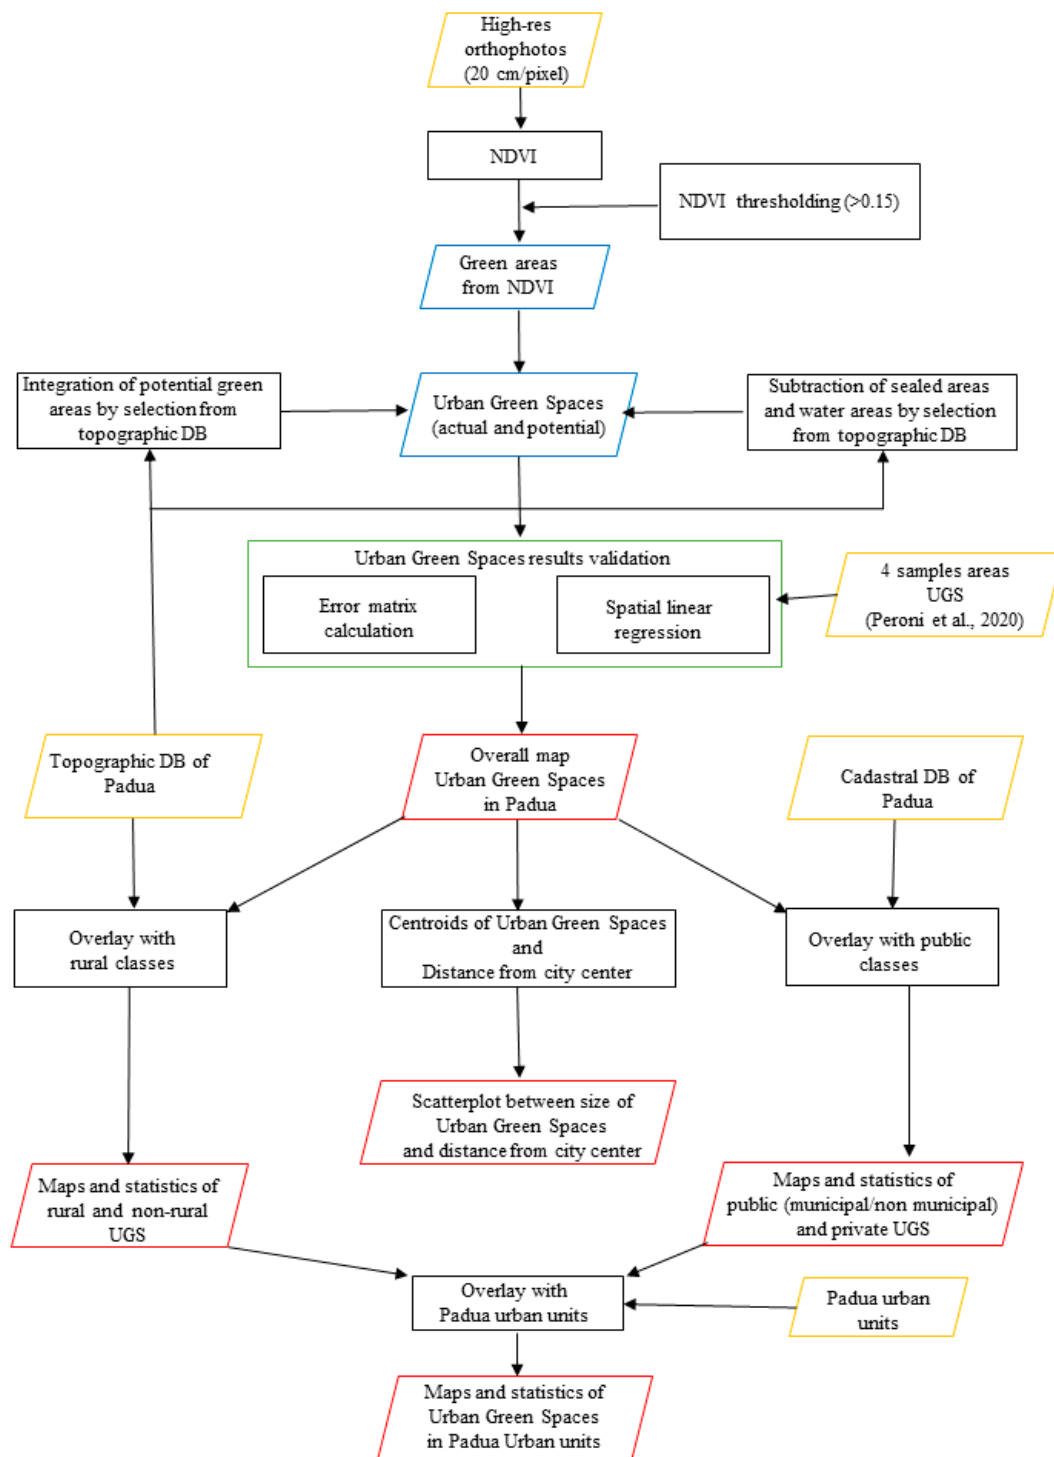 High-res
orthophotos
(20 cm/pixel)
NDVI
NDVI thresholding (>0.15)
Green areas
from NDVI
Integration of potential green
areas by selection from
topographic DB
Urban Green Spaces
(actual and potential)
Subtraction of sealed areas
and water areas by selection
from topographic DB
Urban Green Spaces results validation
Error matrix
calculation
Spatial linear
regression
4 samples areas
UGS
(Peroni et al., 2020)
Topographic DB of
Padua
Overall map
Urban Green Spaces
in Padua
Cadastral DB of
Padua
Overlay with
rural classes
Centroids of Urban Green Spaces
and
Distance from city center
Overlay with public
classes
Scatterplot between size of
Urban Green Spaces
and distance from city center
Maps and statistics of
rural and non-rural
UGS
Maps and statistics of
public (municipal/non municipal)
and private UGS
Overlay with
Padua urban units
Padua urban
units
Maps and statistics of
Urban Green Spaces
in Padua Urban units